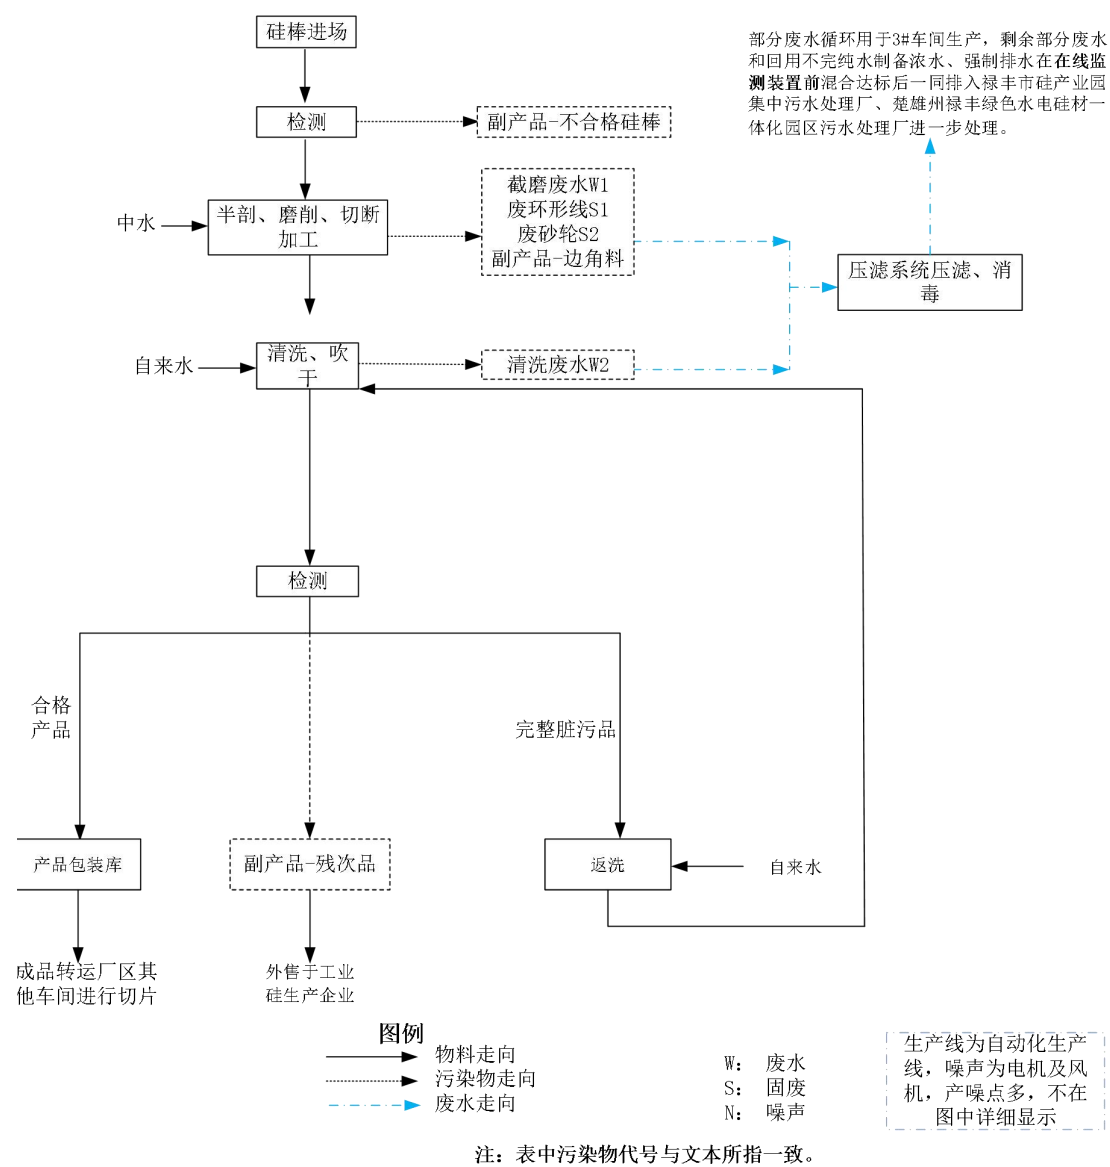 硅棒进场
部分废水循环用于3#车间生产，剩余部分废水
和回用不完纯水制备浓水、强制排水在在线监
测装置前混合达标后一同排入禄丰市硅产业园
集中污水处理厂、楚雄州禄丰绿色水电硅材一
体化园区污水处理厂进一步处理。
检测
副产品-不合格硅棒
中水
半剖、磨削、切断
加工
截磨废水W1
废环形线S1
废砂轮S2
副产品-边角料
压滤系统压滤、消
毒
自来水
清洗、吹
干
清洗废水W2
检测
合格
产品
完整脏污品
产品包装库
副产品-残次品
返洗
自来水
成品转运厂区其
他车间进行切片
外售于工业
硅生产企业
图例
物料走向
污染物走向
废水走向
W: 废水
S: 固废
N: 噪声
生产线为自动化生产
线，噪声为电机及风
机，产噪点多，不在
图中详细显示
注：表中污染物代号与文本所指一致。